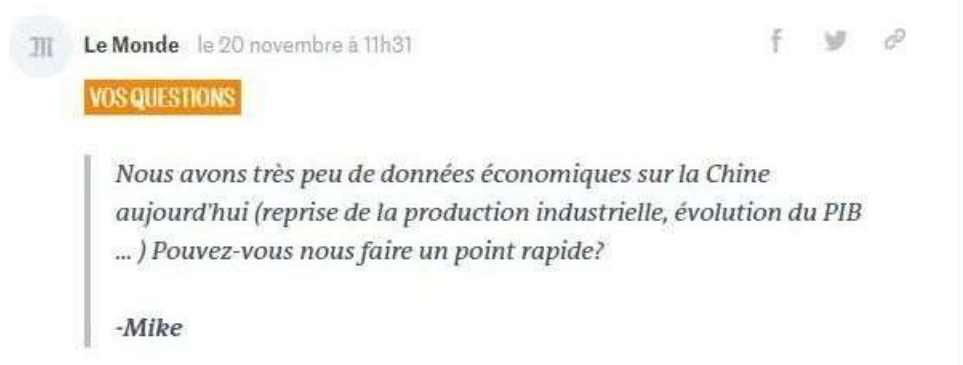 Le Monde le 20 novembre à 11h31
VOS QUESTIONS
Nous avons très peu de données économiques sur la Chine
aujourd'hui (reprise de la production industrielle, évolution du PIB
... ) Pouvez-vous nous faire un point rapide?
-Mike